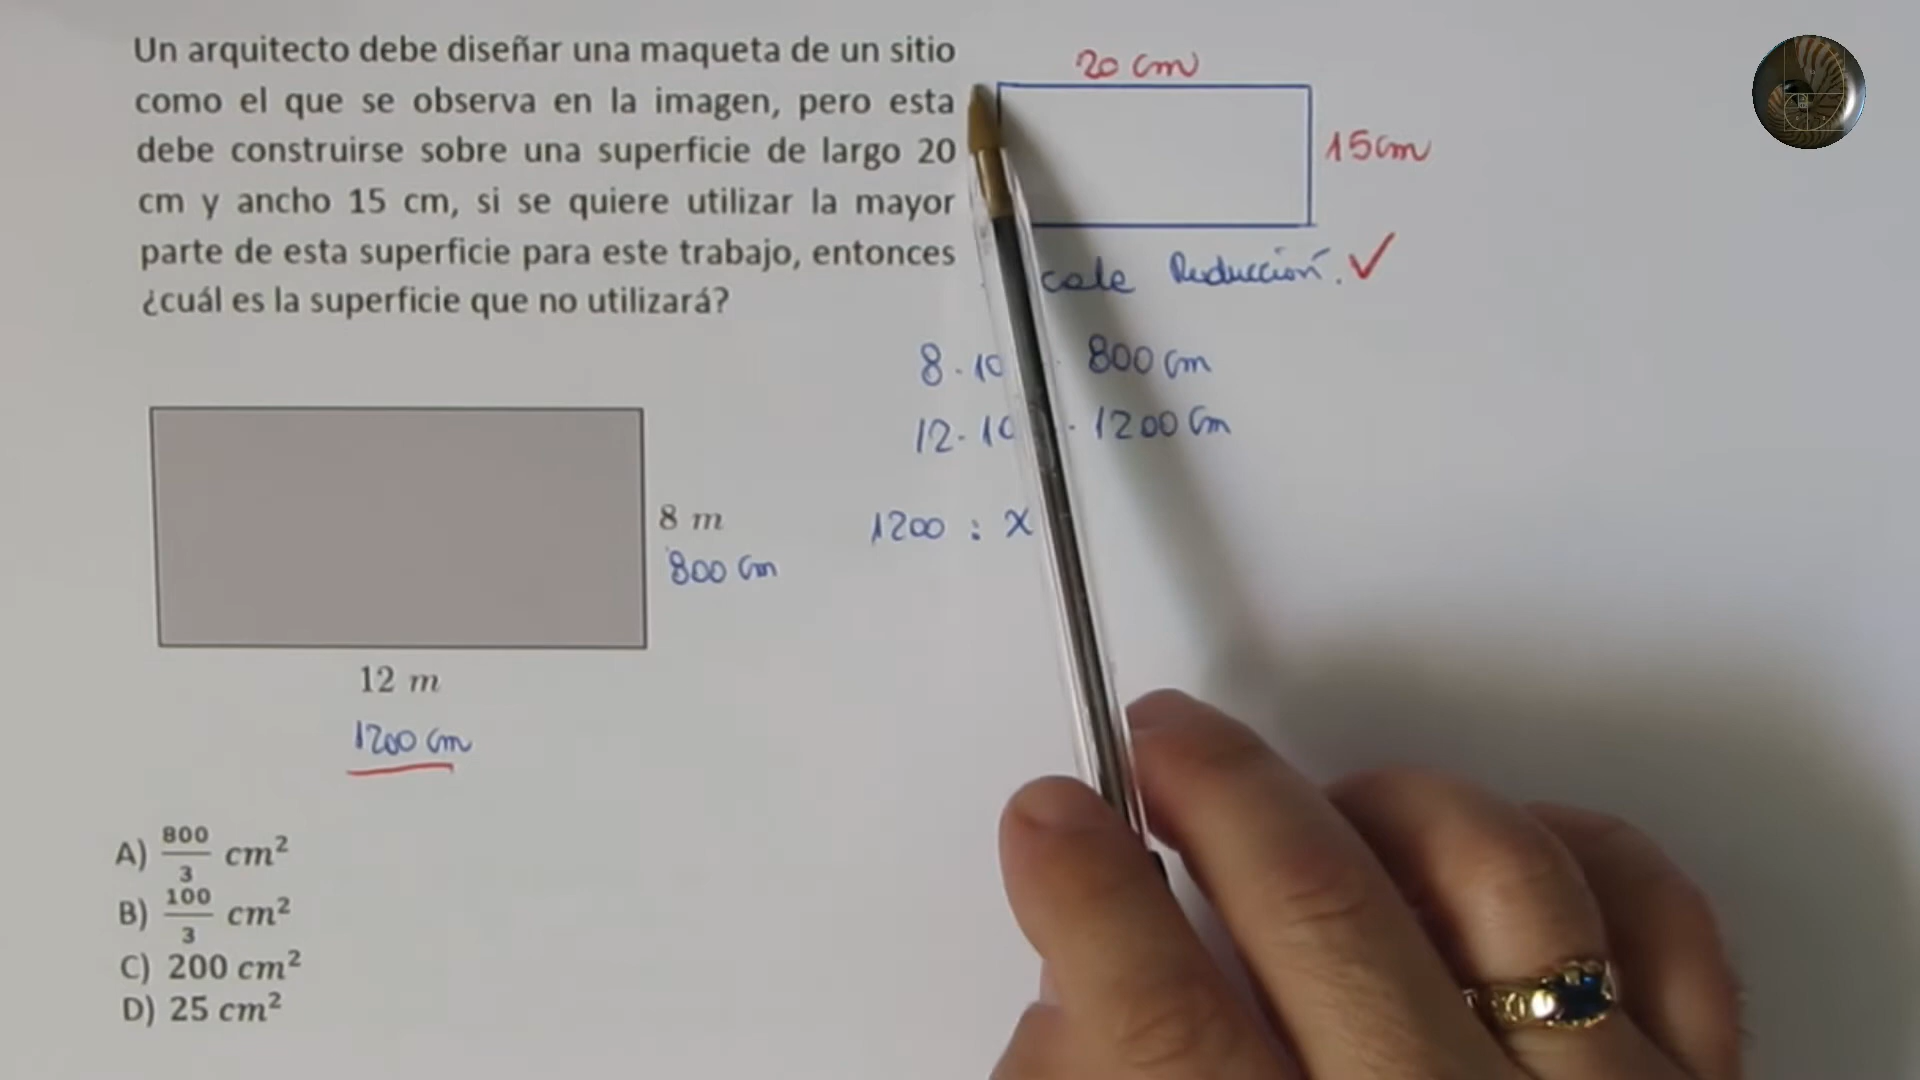 Un arquitecto debe diseñar una maqueta de un sitio
como el que se observa en la imagen, pero esta
debe construirse sobre una superficie de largo 20
cm y ancho 15 cm, si se quiere utilizar la mayor
parte de esta superficie para este trabajo, entonces
¿cuál es la superficie que no utilizará?
20 cm
15 cm
Reducción. ✓
8 · 10 800 cm
12 · 10 1200 cm
1200 : x
8 m
800 cm
12 m
1200 cm
A) 800/3 cm²
B) 100/3 cm²
C) 200 cm²
D) 25 cm²